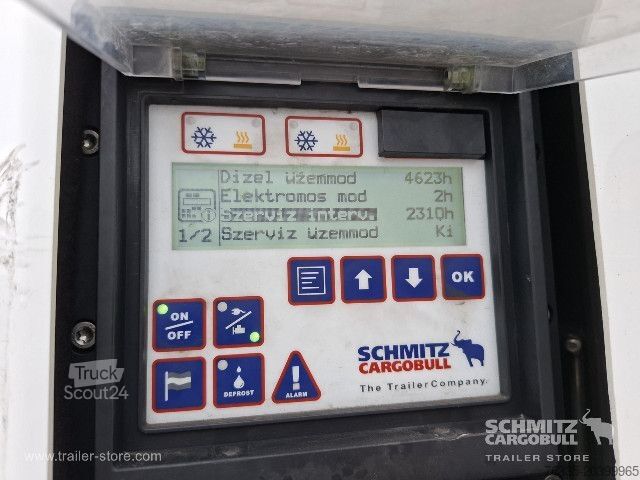 Dizel üzemmod 4623h
Elektromos mod 2h
Szerviz interv. 2310h
1/2 Szerviz üzemmod Ki
OK
ON
OFF
DEFROST
ALARM
SCHMITZ
CARGOBULL
The TrailerCompany.
Truck
Scout24
www.trailer-store.com
SCHMITZ
CARGOBULL
TRAILER STORE